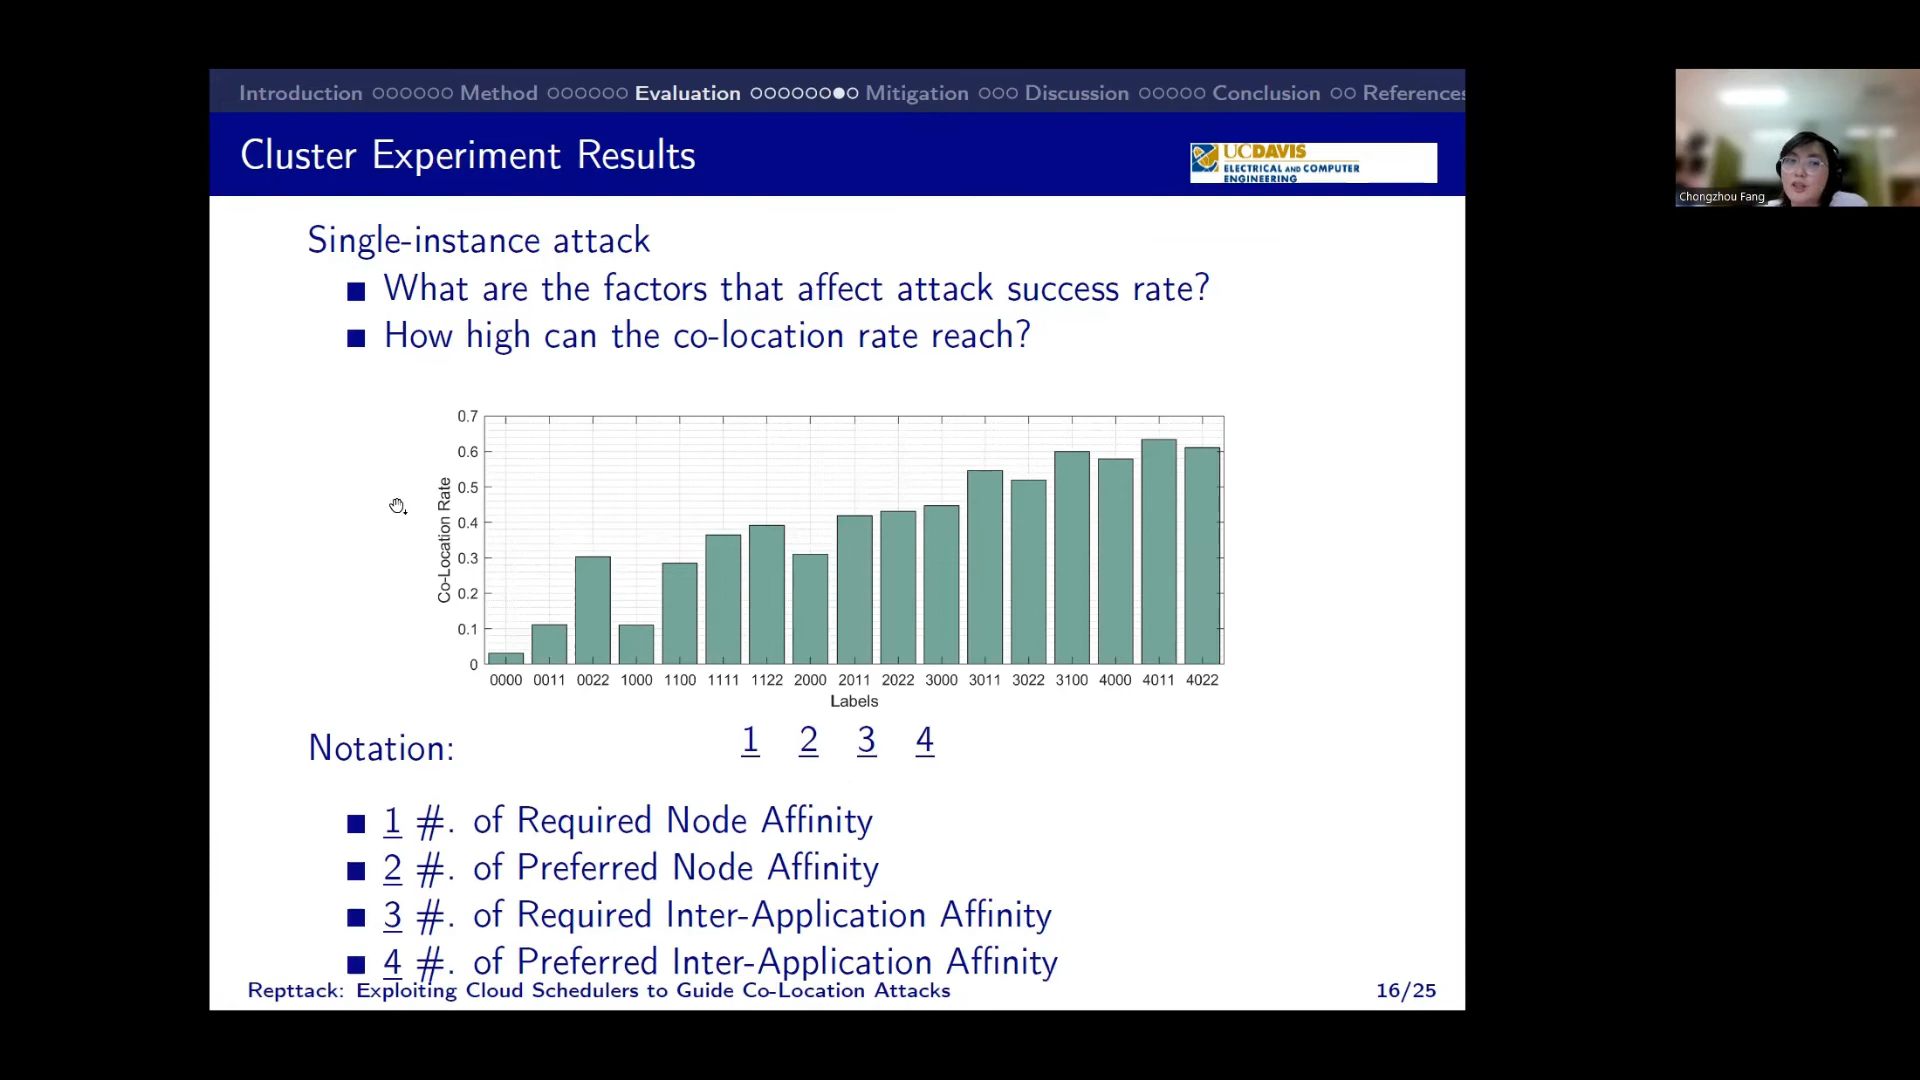 Introduction Method Evaluation Mitigation Discussion Conclusion References
Cluster Experiment Results
UCDAVIS
ELECTRICAL AND COMPUTER
ENGINEERING
Chongzhou Fang
Single-instance attack
What are the factors that affect attack success rate?
How high can the co-location rate reach?
0.7
0.6
0.5
0.4
0.3
0.2
0.1
0
Co-Location Rate
0000 0011 0022 1000 1100 1111 1122 2000 2011 2022 3000 3011 3022 3100 4000 4011 4022
Labels
Notation: 1 2 3 4
1 #. of Required Node Affinity
2 #. of Preferred Node Affinity
3 #. of Required Inter-Application Affinity
4 #. of Preferred Inter-Application Affinity
Repttack: Exploiting Cloud Schedulers to Guide Co-Location Attacks 16/25